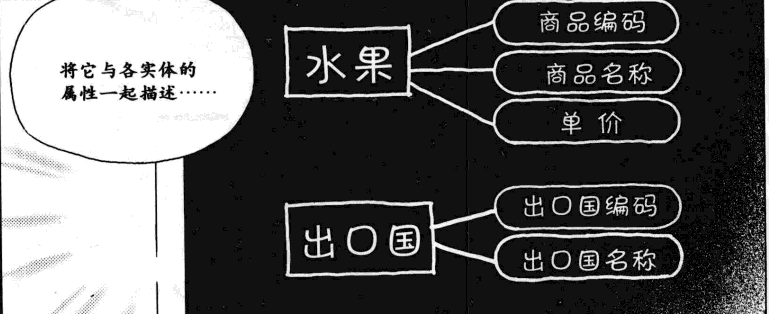 将它与各实体的
属性一起描述……
水果
商品编码
商品名称
单价
出口国
出口国编码
出口国名称